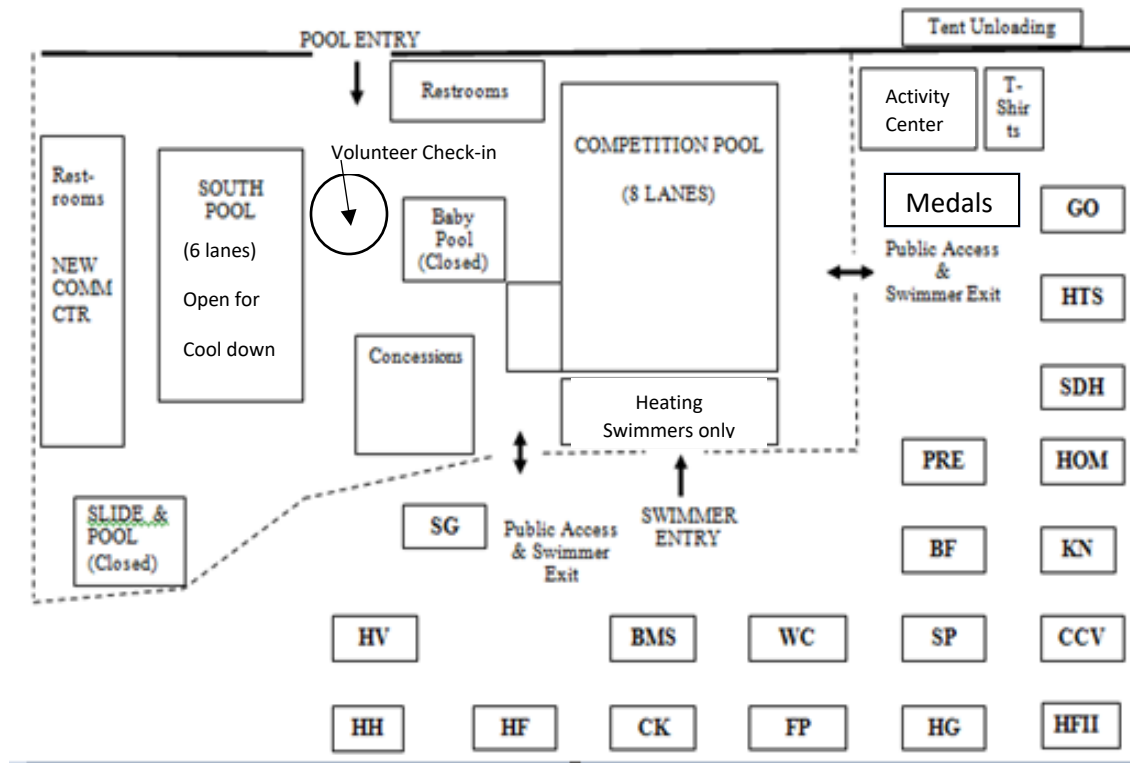 Tent Unloading
POOL ENTRY
Restrooms
Activity
Center
T-
Shir
ts
COMPETITION POOL
(8 LANES)
Volunteer Check-in
Rest-
rooms
NEW
COMM
CTR
SOUTH
POOL
(6 lanes)
Open for
Cool down
Baby
Pool
(Closed)
Medals
GO
Public Access
&
Swimmer Exit
HTS
Concessions
Heating
Swimmers only
SDH
PRE
HOM
SLIDE &
POOL
(Closed)
SG
Public Access
& Swimmer
Exit
SWIMMER
ENTRY
BF
KN
HV
BMS
WC
SP
CCV
HH
HF
CK
FP
HG
HFII